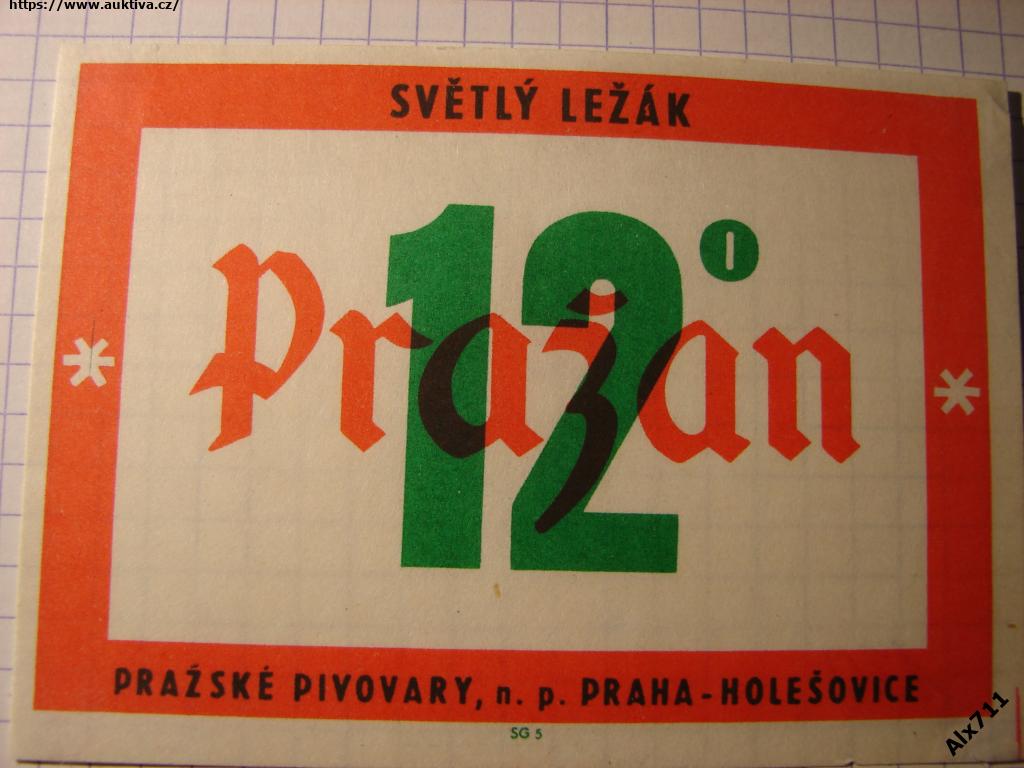 https://www.auktiva.cz/
SVĚTLÝ LEŽÁK
12°
Pražan
PRAŽSKÉ PIVOVARY, n. p. PRAHA-HOLEŠOVICE
SG 5
Alx711